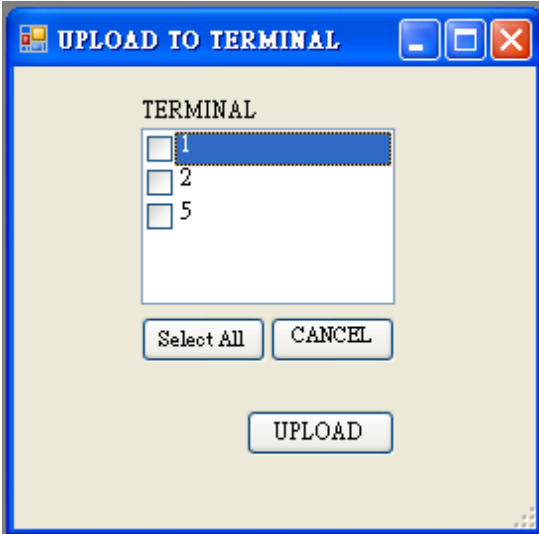 UPLOAD TO TERMINAL
TERMINAL
1
2
5
Select All CANCEL
UPLOAD